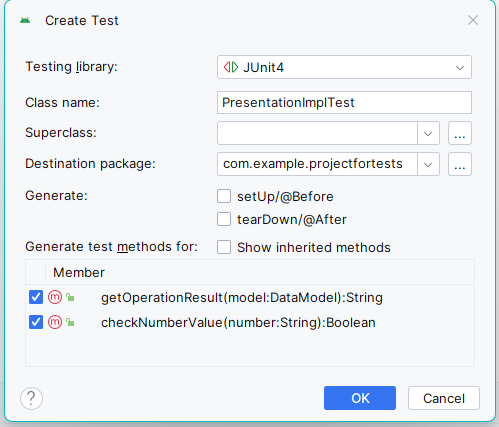 Create Test
Testing library: JUnit4
Class name: PresentationImplTest
Superclass: ...
Destination package: com.example.projectfortests ...
Generate: setUp/@Before
tearDown/@After
Generate test methods for: Show inherited methods
Member
m getOperationResult(model:DataModel):String
m checkNumberValue(number:String):Boolean
? OK Cancel